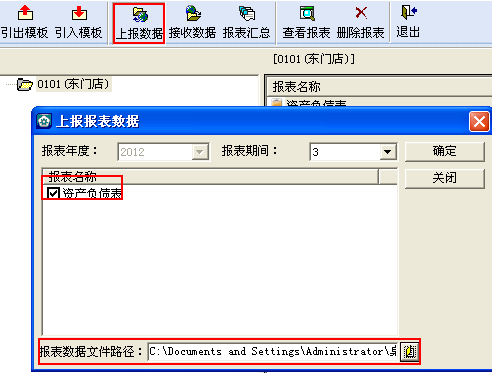 引出模板 引入模板 上报数据 接收数据 报表汇总 查看报表 删除报表 退出
[0101(东门店)]
0101(东门店)
报表名称
资产负债表
上报报表数据
报表年度： 2012 报表期间： 3 确定
关闭
报表名称
资产负债表
报表数据文件路径： C:\Documents and Settings\Administrator\